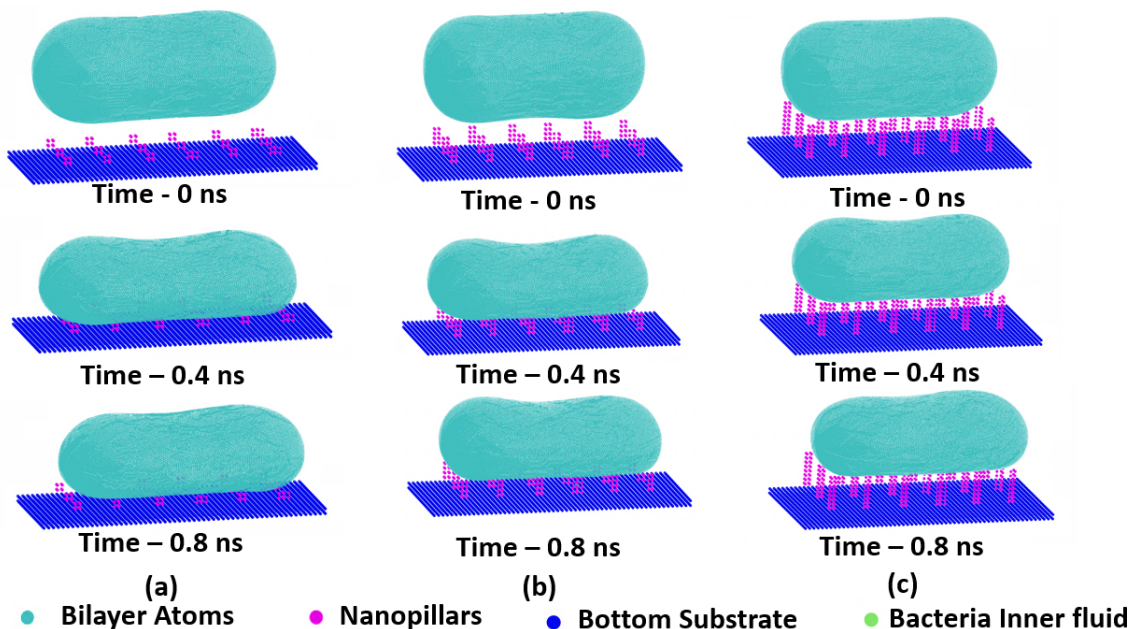 Time - 0 ns Time - 0 ns Time - 0 ns
Time – 0.4 ns Time – 0.4 ns Time – 0.4 ns
Time – 0.8 ns Time – 0.8 ns Time – 0.8 ns
(a) (b) (c)
Bilayer Atoms Nanopillars Bottom Substrate Bacteria Inner fluid